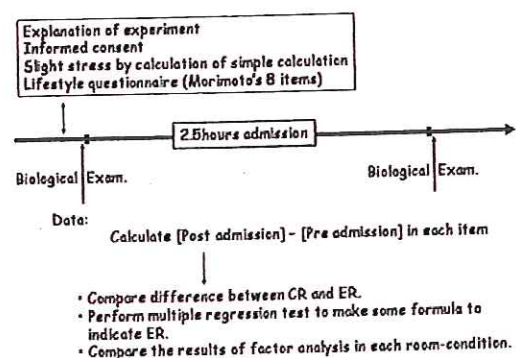 Explanation of experiment
Informed consent
Slight stress by calculation of simple calculation
Lifestyle questionnaire (Morimoto's 8 items)
2.5hours admission
Biological Exam.
Biological Exam.
Data:
Calculate [Post admission] - [Pre admission] in each item
• Compare difference between CR and ER.
• Perform multiple regression test to make some formula to
indicate ER.
• Compare the results of factor analysis in each room-condition.